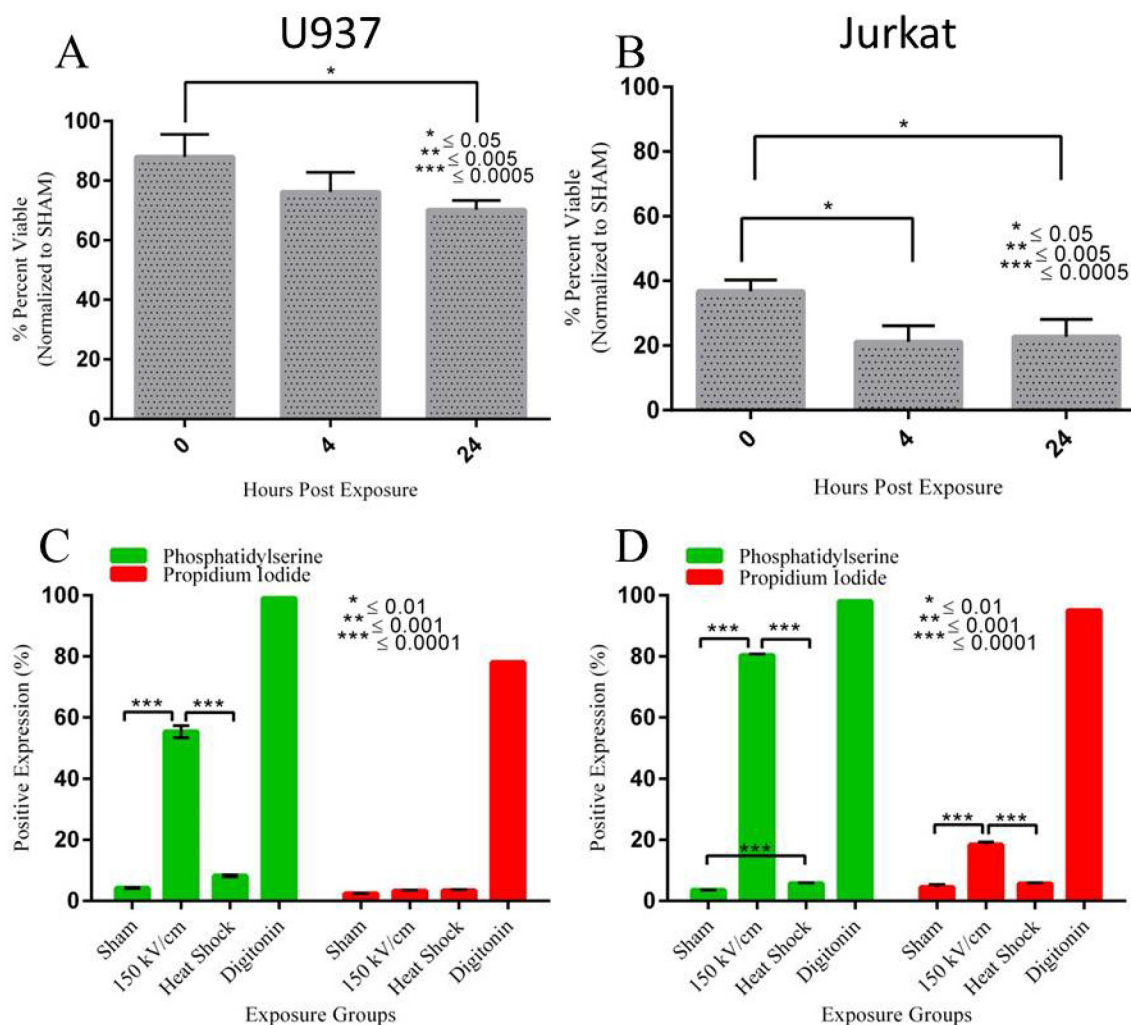 A
U937
*
* ≤ 0.05
** ≤ 0.005
*** ≤ 0.0005
% Percent Viable
(Normalized to SHAM)
100
80
60
40
20
0
0 4 24
Hours Post Exposure
B
Jurkat
*
*
* ≤ 0.05
** ≤ 0.005
*** ≤ 0.0005
% Percent Viable
(Normalized to SHAM)
100
80
60
40
20
0
0 4 24
Hours Post Exposure
C
Phosphatidylserine
Propidium Iodide
* ≤ 0.01
** ≤ 0.001
*** ≤ 0.0001
*** ***
Positive Expression (%)
100
80
60
40
20
0
Sham 150 kV/cm Heat Shock Digitonin Sham 150 kV/cm Heat Shock Digitonin
Exposure Groups
D
Phosphatidylserine
Propidium Iodide
* ≤ 0.01
** ≤ 0.001
*** ≤ 0.0001
*** ***
*** ***
***
Positive Expression (%)
100
80
60
40
20
0
Sham 150 kV/cm Heat Shock Digitonin Sham 150 kV/cm Heat Shock Digitonin
Exposure Groups